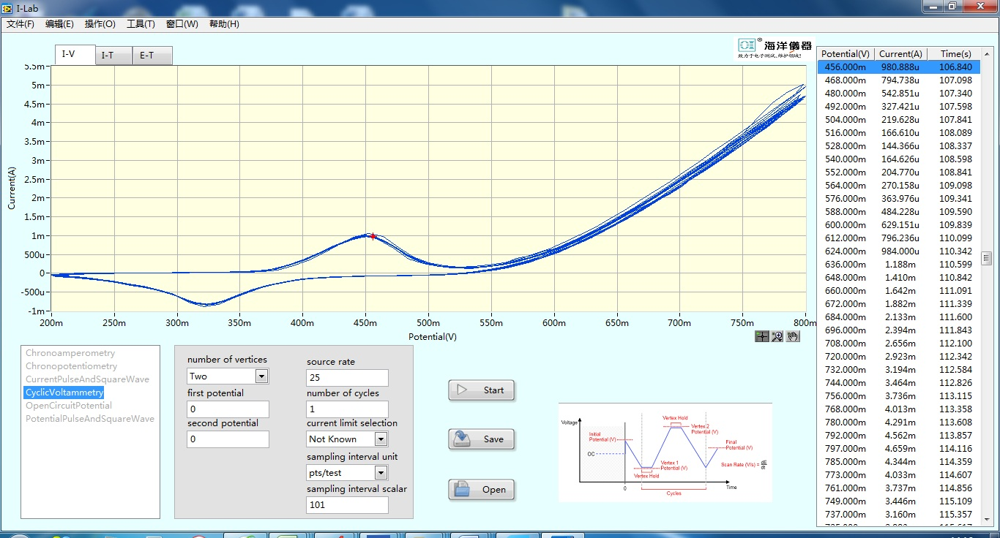 I-Lab
文件(F) 编辑(E) 操作(O) 工具(T) 窗口(W) 帮助(H)
I-V I-T E-T
OI ® 海洋儀器
致力于电子测试、维护领域!
5.5m
5m
4.5m
4m
3.5m
3m
2.5m
2m
1.5m
1m
500u
0
-500u
-1m
Current(A)
200m 250m 300m 350m 400m 450m 500m 550m 600m 650m 700m 750m 800m
Potential(V)
Potential(V) Current(A) Time(s)
456.000m 980.888u 106.840
468.000m 794.738u 107.098
480.000m 542.851u 107.340
492.000m 327.421u 107.598
504.000m 219.628u 107.841
516.000m 166.610u 108.089
528.000m 144.366u 108.337
540.000m 164.626u 108.598
552.000m 204.770u 108.841
564.000m 270.158u 109.098
576.000m 363.976u 109.341
588.000m 484.228u 109.590
600.000m 629.151u 109.839
612.000m 796.236u 110.099
624.000m 984.000u 110.342
636.000m 1.188m 110.599
648.000m 1.410m 110.842
660.000m 1.642m 111.091
672.000m 1.882m 111.339
684.000m 2.133m 111.600
696.000m 2.394m 111.843
708.000m 2.656m 112.100
720.000m 2.923m 112.342
732.000m 3.194m 112.584
744.000m 3.464m 112.826
756.000m 3.736m 113.115
768.000m 4.013m 113.358
780.000m 4.291m 113.608
792.000m 4.562m 113.857
797.000m 4.659m 114.116
785.000m 4.344m 114.359
773.000m 4.033m 114.607
761.000m 3.737m 114.856
749.000m 3.446m 115.109
737.000m 3.160m 115.357
Chronoamperometry
Chronopotentiometry
CurrentPulseAndSquareWave
CyclicVoltammetry
OpenCircuitPotential
PotentialPulseAndSquareWave
number of vertices
Two
first potential
0
second potential
0
source rate
25
number of cycles
1
current limit selection
Not Known
sampling interval unit
pts/test
sampling interval scalar
101
Start
Save
Open
Voltage
Initial
Potential (V)
OC
Vertex Hold
Vertex 2
Potential (V)
Final
Potential (V)
Vertex 1
Potential (V)
Vertex Hold
Scan Rate (V/s) = dE/dt
Time
0
Cycles